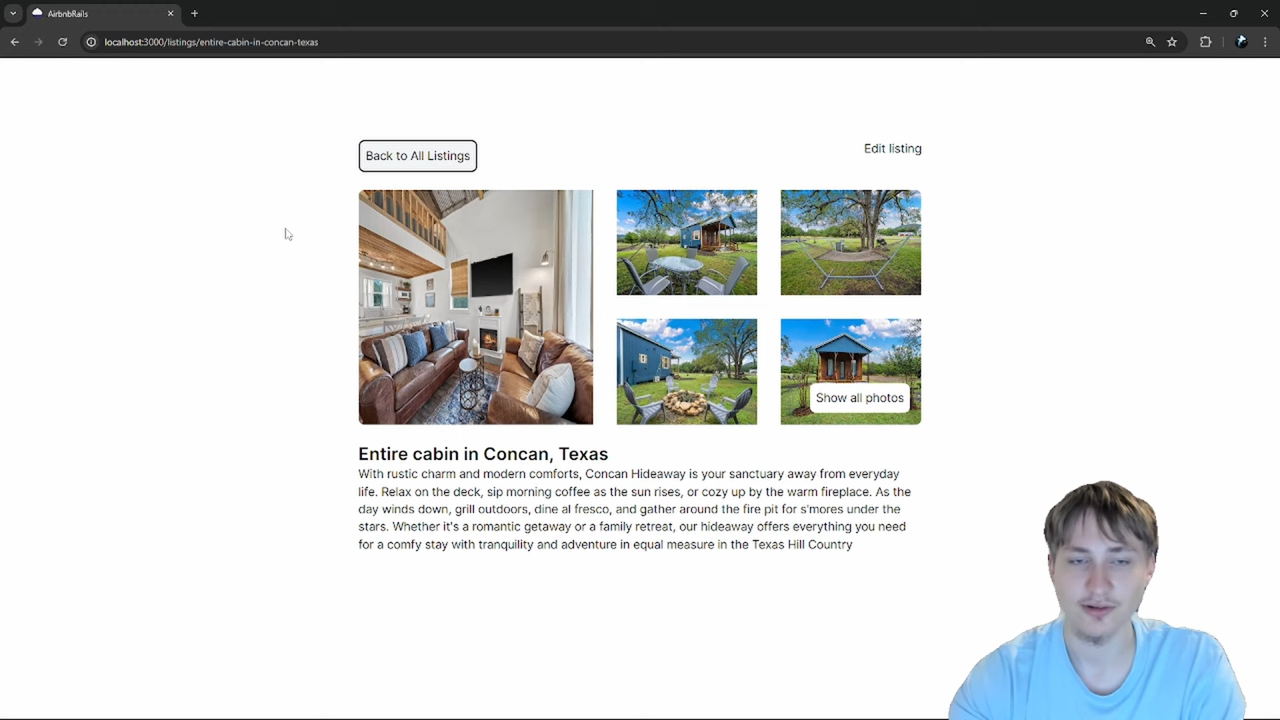 AirbnbRails
localhost:3000/listings/entire-cabin-in-concan-texas
Back to All Listings
Edit listing
Show all photos
Entire cabin in Concan, Texas
With rustic charm and modern comforts, Concan Hideaway is your sanctuary away from everyday
life. Relax on the deck, sip morning coffee as the sun rises, or cozy up by the warm fireplace. As the
day winds down, grill outdoors, dine al fresco, and gather around the fire pit for s'mores under the
stars. Whether it's a romantic getaway or a family retreat, our hideaway offers everything you need
for a comfy stay with tranquility and adventure in equal measure in the Texas Hill Country